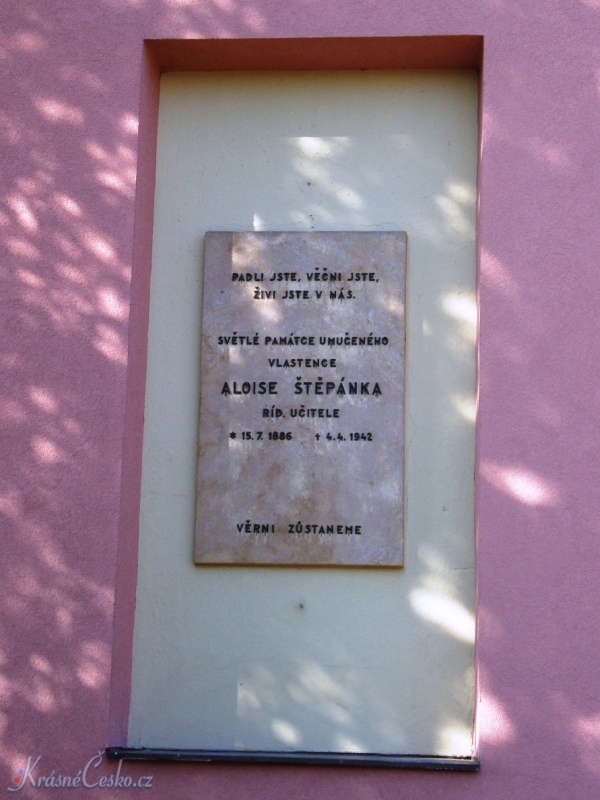 PADLI JSTE, VĚČNI JSTE,
ŽIVI JSTE V NÁS.
SVĚTLÉ PAMÁTCE UMUČENÉHO
VLASTENCE
ALOISE ŠTĚPÁNKA
ŘÍD. UČITELE
* 15.7. 1886 † 4.4. 1942
VĚRNI ZŮSTANEME
KrásnéČesko.cz